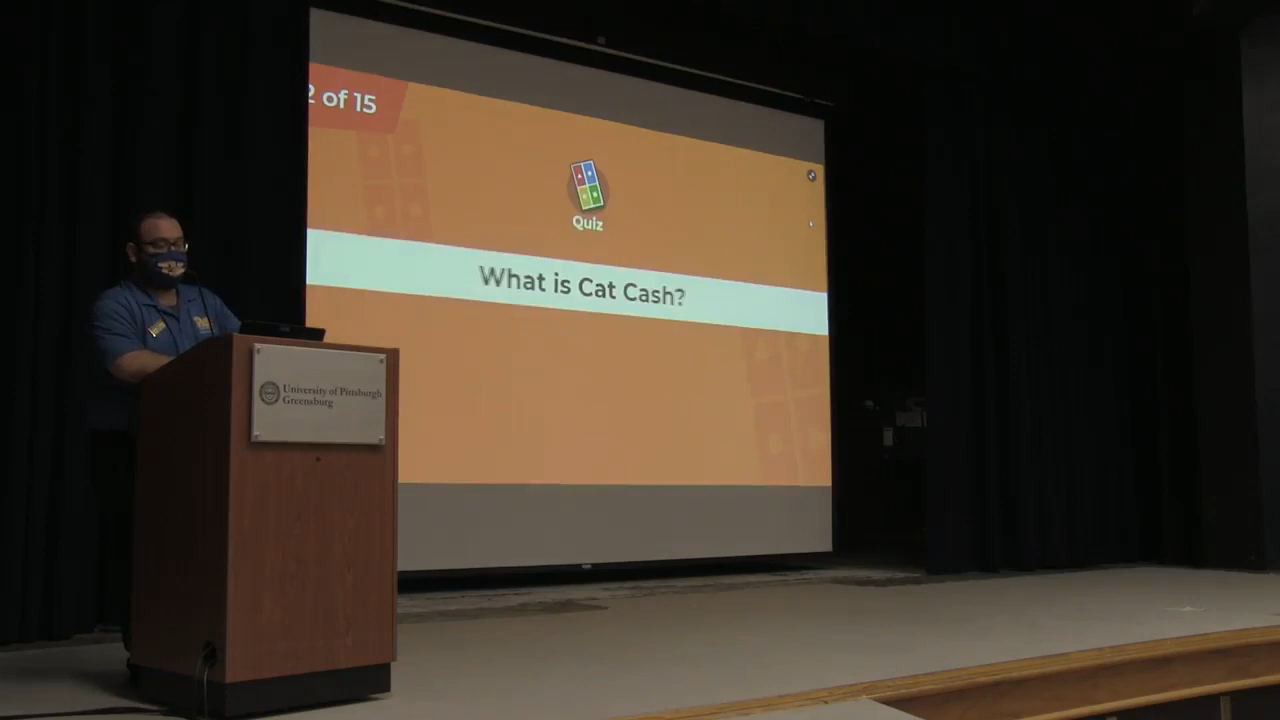 2 of 15
Quiz
What is Cat Cash?
University of Pittsburgh
Greensburg